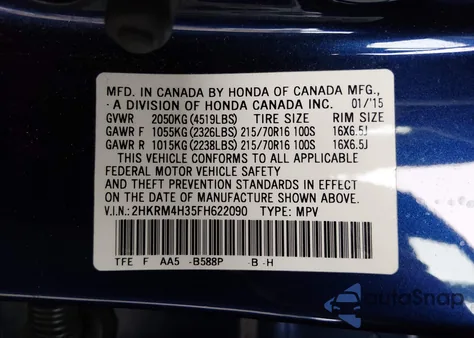 MFD. IN CANADA BY HONDA OF CANADA MFG.,
· A DIVISION OF HONDA CANADA INC. 01/'15
GVWR 2050KG(4519LBS) TIRE SIZE RIM SIZE
GAWR F 1055KG(2326LBS) 215/70R16 100S 16X6.5J
GAWR R 1015KG(2238LBS) 215/70R16 100S 16X6.5J
THIS VEHICLE CONFORMS TO ALL APPLICABLE
FEDERAL MOTOR VEHICLE SAFETY
STANDARDS AND PREVENTION STANDARDS IN EFFECT
ON THE DATE OF MANUFACTURE SHOWN
ABOVE.
V.I.N.: 2HKRM4H35FH622090 TYPE: MPV
TFE F AA5 -B588P -B -H
AutoSnap